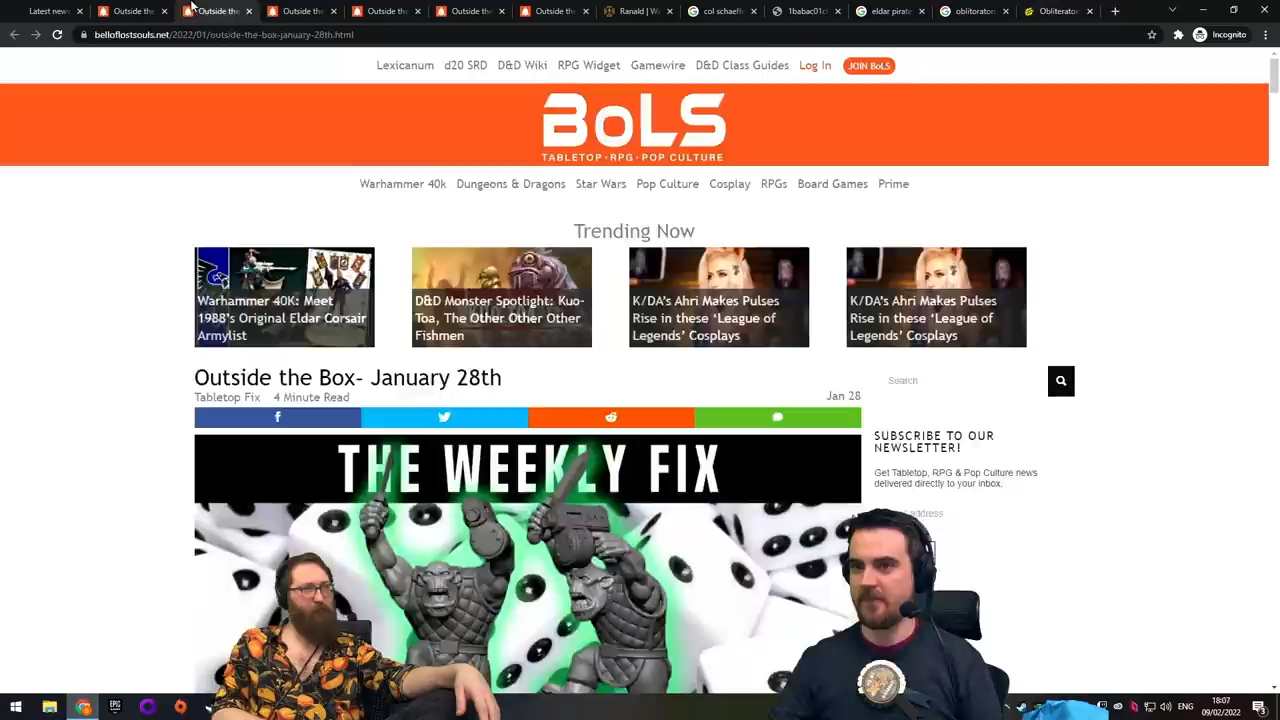 Latest news
Outside the
Outside the
Outside the
Outside the
Outside the
Outside the
Ranald | W
col schaeffe
1babac01cf
eldar pirate
obliterators
Obliterator
belloflostsouls.net/2022/01/outside-the-box-january-28th.html
Incognito
Lexicanum d20 SRD D&D Wiki RPG Widget Gamewire D&D Class Guides Log In JOIN BoLS
BoLS
TABLETOP·RPG·POP CULTURE
Warhammer 40k Dungeons & Dragons Star Wars Pop Culture Cosplay RPGs Board Games Prime
Trending Now
Warhammer 40K: Meet
1988's Original Eldar Corsair
Armylist
D&D Monster Spotlight: Kuo-
Toa, The Other Other Other
Fishmen
K/DA's Ahri Makes Pulses
Rise in these 'League of
Legends' Cosplays
K/DA's Ahri Makes Pulses
Rise in these 'League of
Legends' Cosplays
Outside the Box- January 28th
Tabletop Fix 4 Minute Read
Jan 28
Search
THE WEEKLY FIX
SUBSCRIBE TO OUR
NEWSLETTER!
Get Tabletop, RPG & Pop Culture news
delivered directly to your inbox.
address
ENG
18:07
09/02/2022